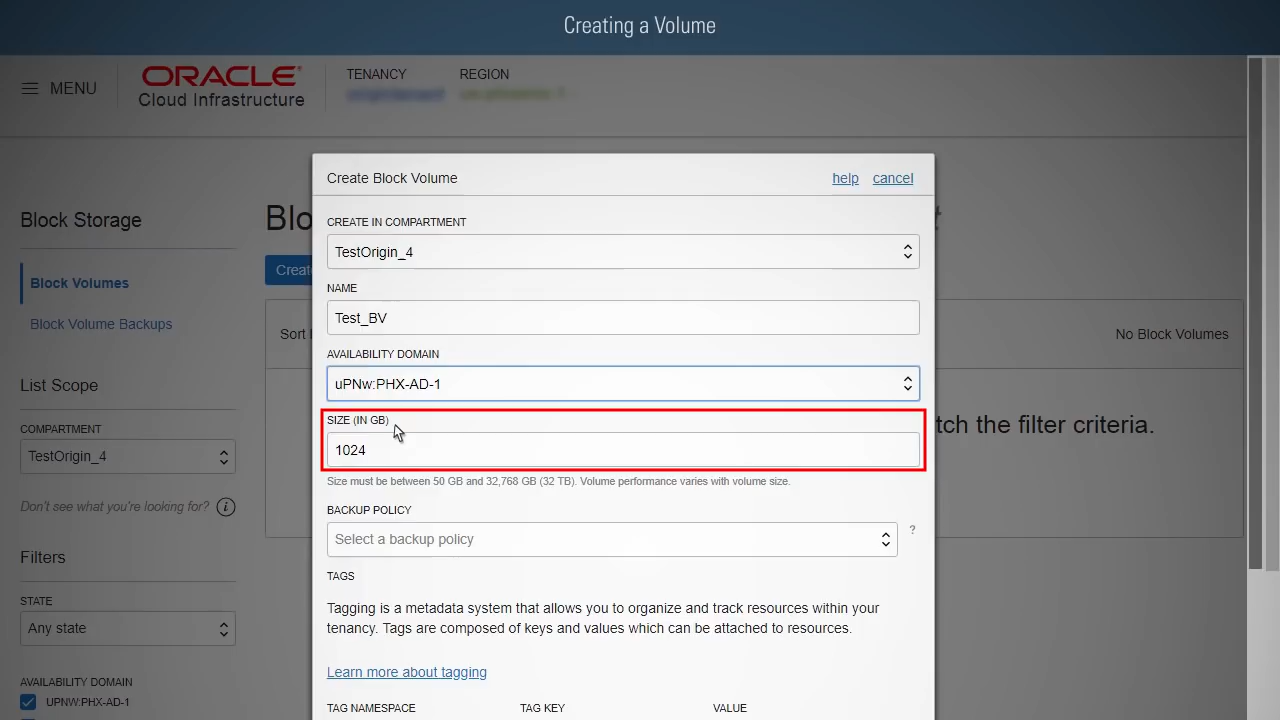 Creating a Volume
MENU
ORACLE®
Cloud Infrastructure
TENANCY
REGION
Block Storage
Block Volumes
Block Volume Backups
List Scope
COMPARTMENT
TestOrigin_4
Don't see what you're looking for?
Filters
STATE
Any state
AVAILABILITY DOMAIN
UPNW:PHX-AD-1
Blo
Creat
Sort
No Block Volumes
tch the filter criteria.
Create Block Volume
help cancel
CREATE IN COMPARTMENT
TestOrigin_4
NAME
Test_BV
AVAILABILITY DOMAIN
uPNw:PHX-AD-1
SIZE (IN GB)
1024
Size must be between 50 GB and 32,768 GB (32 TB). Volume performance varies with volume size.
BACKUP POLICY
Select a backup policy
?
TAGS
Tagging is a metadata system that allows you to organize and track resources within your
tenancy. Tags are composed of keys and values which can be attached to resources.
Learn more about tagging
TAG NAMESPACE TAG KEY VALUE